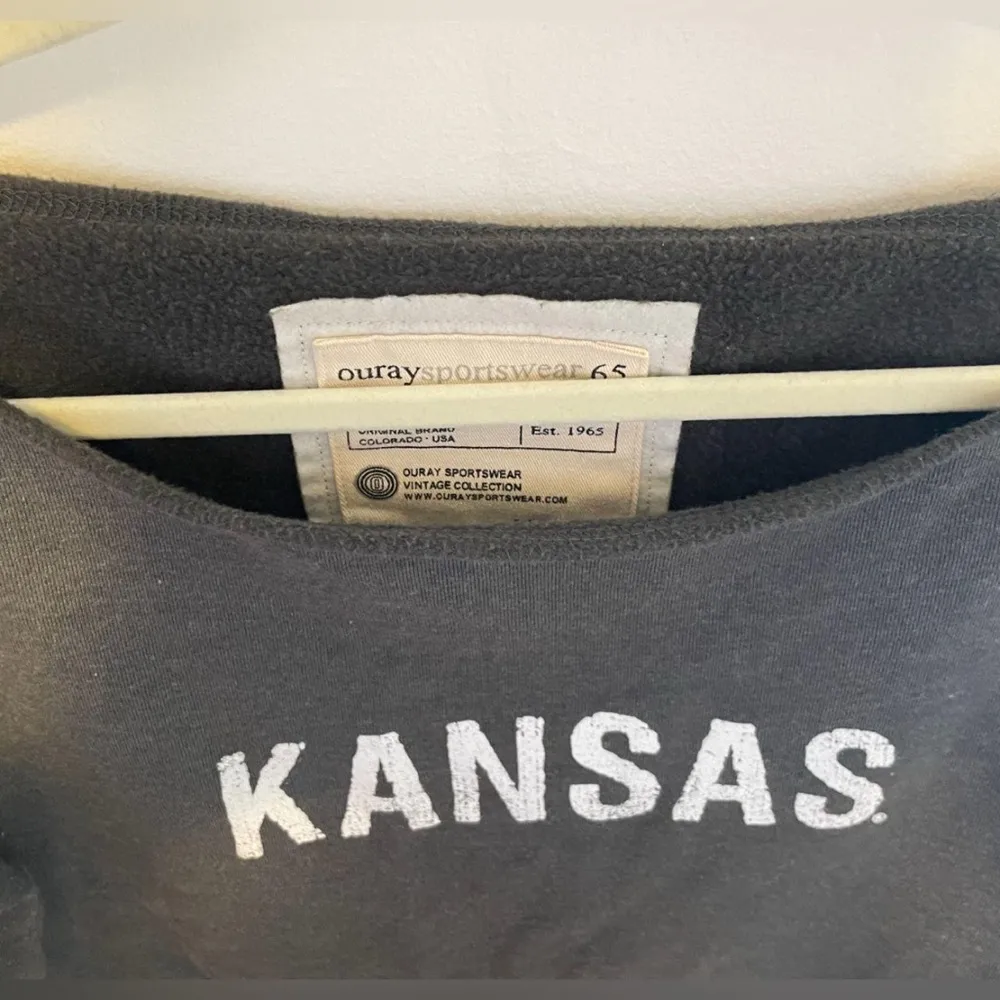 ouraysportswear 65
ORIGINAL BRAND
COLORADO · USA
Est. 1965
OURAY SPORTSWEAR
VINTAGE COLLECTION
WWW.OURAYSPORTSWEAR.COM
KANSAS